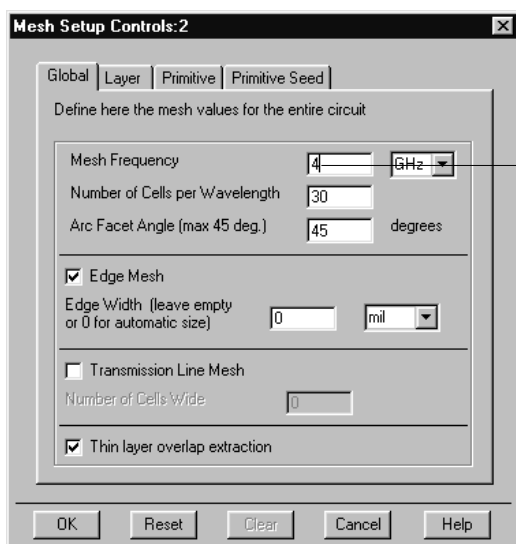 Mesh Setup Controls:2
Global Layer Primitive Primitive Seed
Define here the mesh values for the entire circuit
Mesh Frequency 4 GHz
Number of Cells per Wavelength 30
Arc Facet Angle (max 45 deg.) 45 degrees
Edge Mesh
Edge Width (leave empty
or 0 for automatic size) 0 mil
Transmission Line Mesh
Number of Cells Wide 0
Thin layer overlap extraction
OK Reset Clear Cancel Help